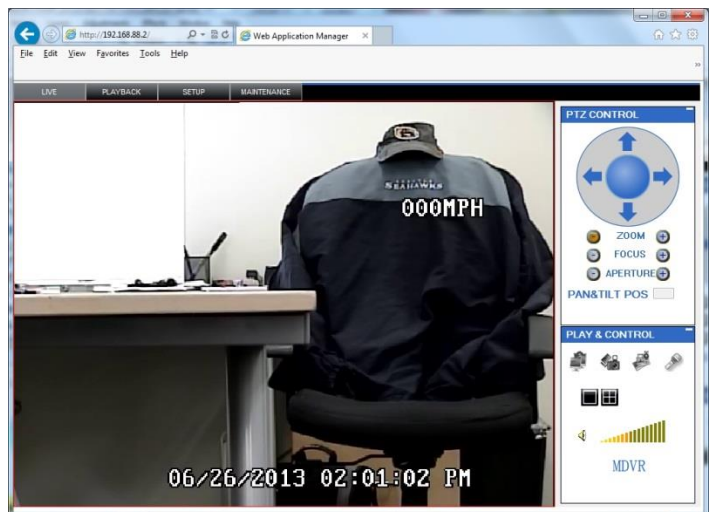 http://192.168.88.2/
Web Application Manager
File Edit View Favorites Tools Help
LIVE PLAYBACK SETUP MAINTENANCE
PTZ CONTROL
SEAHAWKS
000MPH
ZOOM
FOCUS
APERTURE
PAN&TILT POS
PLAY & CONTROL
MDVR
06/26/2013 02:01:02 PM